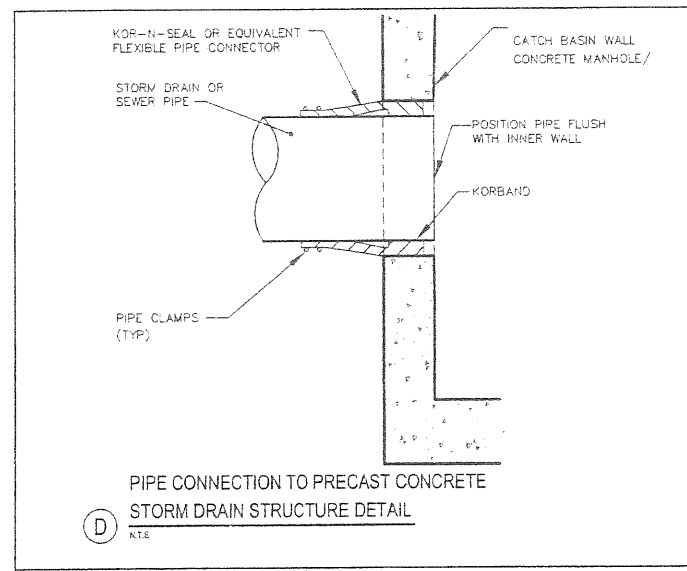 KOR-N-SEAL OR EQUIVALENT
FLEXIBLE PIPE CONNECTOR
CATCH BASIN WALL
CONCRETE MANHOLE/
STORM DRAIN OR
SEWER PIPE
POSITION PIPE FLUSH
WITH INNER WALL
KORBAND
PIPE CLAMPS
(TYP)
PIPE CONNECTION TO PRECAST CONCRETE
STORM DRAIN STRUCTURE DETAIL
D
N.T.S